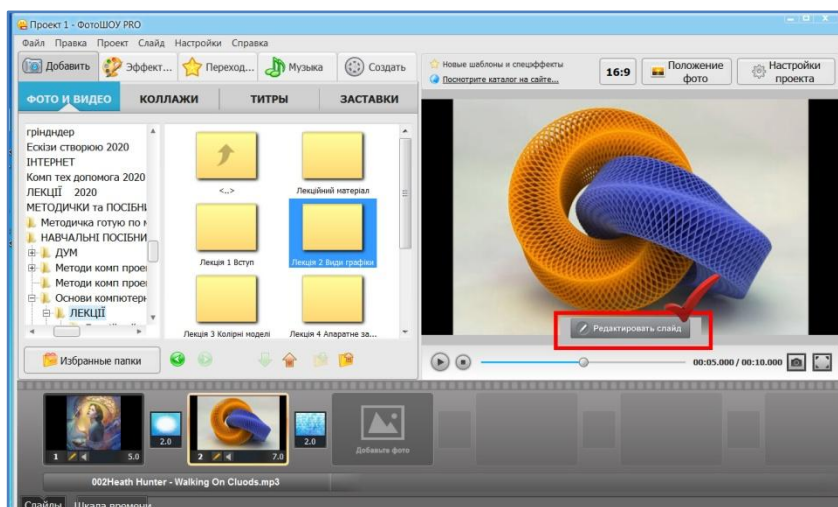 Проект 1 - ФотоШОУ PRO
Файл Правка Проект Слайд Настройки Справка
Добавить Эффект... Переход... Музыка Создать
Новые шаблоны и спецэффекты
Посмотрите каталог на сайте...
16:9
Положение фото
Настройки проекта
ФОТО И ВИДЕО КОЛЛАЖИ ТИТРЫ ЗАСТАВКИ
гріндндер
Ескізи створюю 2020
ІНТЕРНЕТ
Комп тех допомога 2020
ЛЕКЦІЇ 2020
МЕТОДИЧКИ та ПОСІБНИ
Методичка готую по м
НАВЧАЛЬНІ ПОСІБНИ
ДУМ
Методи комп проек
Методи комп проек
Основи компютерн
ЛЕКЦІЇ
<..>
Лекційний матеріал
Лекція 1 Вступ
Лекція 2 Види графіки
Лекція 3 Колірні моделі
Лекція 4 Апаратне за...
Избранные папки
Редактировать слайд
00:05.000 / 00:10.000
1 5.0
2.0
2 7.0
2.0
Добавьте фото
002Heath Hunter - Walking On Cluods.mp3
Слайды Шкала времени